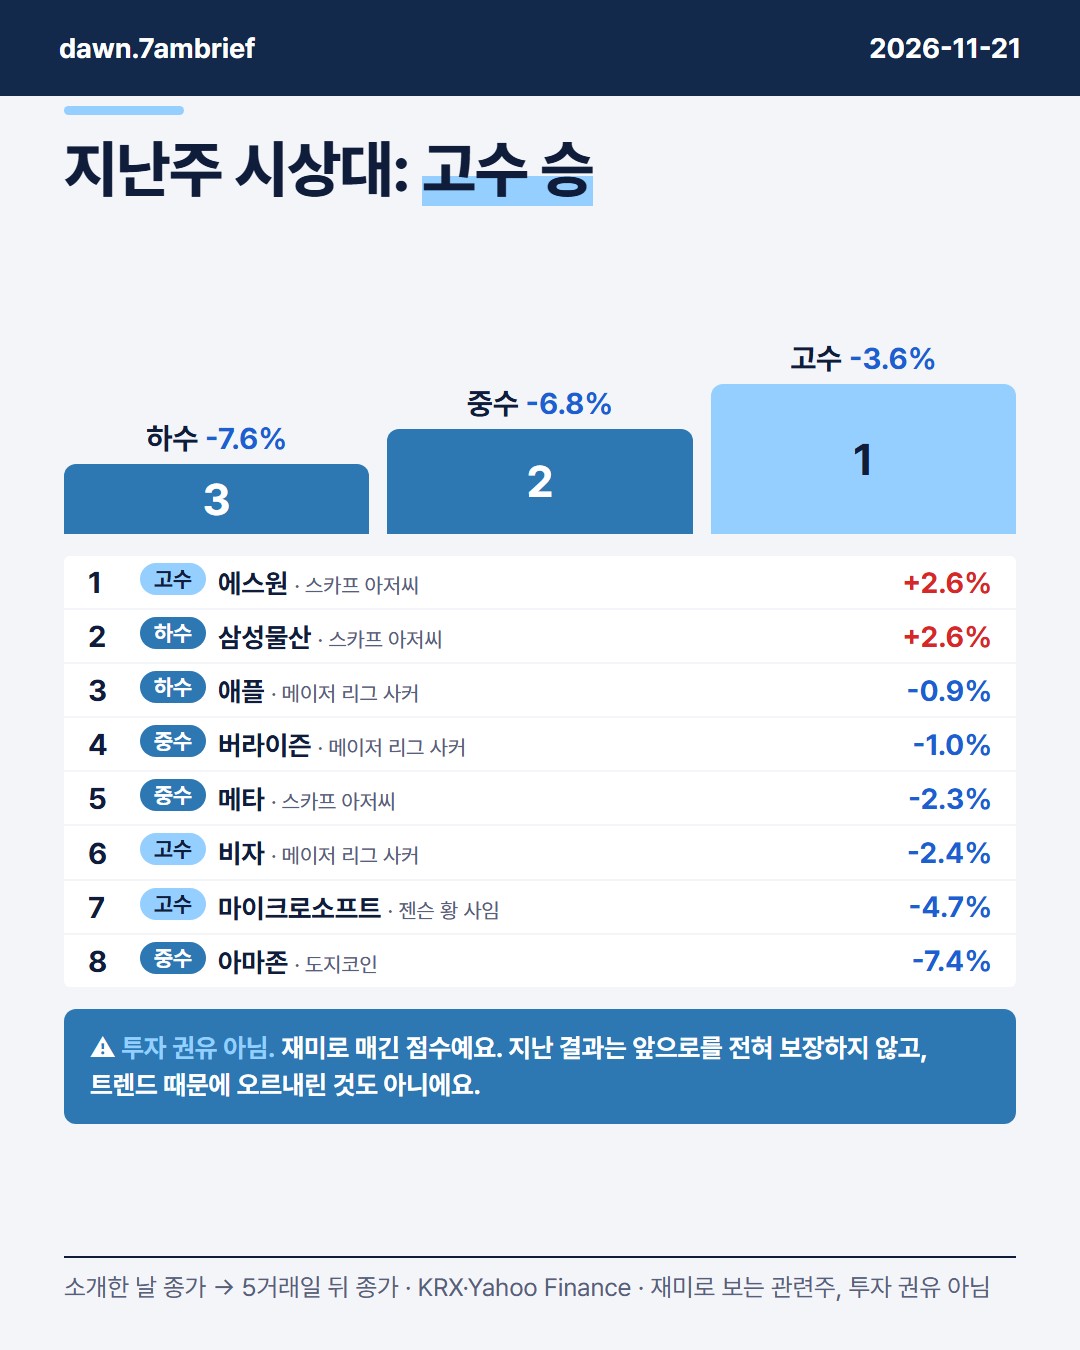 dawn.7ambrief
2026-11-21
지난주 시상대: 고수 승
고수 -3.6%
중수 -6.8%
하수 -7.6%
3
2
1
1 고수 에스원 · 스카프 아저씨 +2.6%
2 하수 삼성물산 · 스카프 아저씨 +2.6%
3 하수 애플 · 메이저 리그 사커 -0.9%
4 중수 버라이즌 · 메이저 리그 사커 -1.0%
5 중수 메타 · 스카프 아저씨 -2.3%
6 고수 비자 · 메이저 리그 사커 -2.4%
7 고수 마이크로소프트 · 젠슨 황 사임 -4.7%
8 중수 아마존 · 도지코인 -7.4%
⚠ 투자 권유 아님. 재미로 매긴 점수예요. 지난 결과는 앞으로를 전혀 보장하지 않고,
트렌드 때문에 오르내린 것도 아니에요.
소개한 날 종가 → 5거래일 뒤 종가 · KRX·Yahoo Finance · 재미로 보는 관련주, 투자 권유 아님